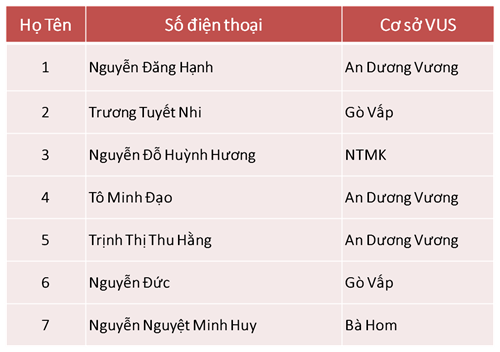 Họ Tên Số điện thoại Cơ sở VUS
1 Nguyễn Đăng Hạnh An Dương Vương
2 Trương Tuyết Nhi Gò Vấp
3 Nguyễn Đỗ Huỳnh Hương NTMK
4 Tô Minh Đạo An Dương Vương
5 Trịnh Thị Thu Hằng An Dương Vương
6 Nguyễn Đức Gò Vấp
7 Nguyễn Nguyệt Minh Huy Bà Hom